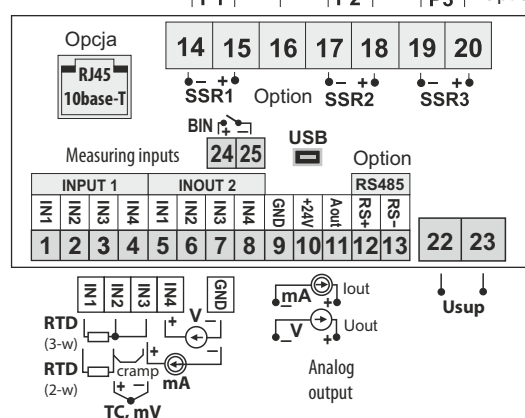 Opcja
RJ45
10base-T
14 15 16 17 18 19 20
– + – + – +
SSR1 Option SSR2 SSR3
BIN + –
24 25
USB
Measuring inputs
Option
INPUT 1 INOUT 2 RS485
IN1 IN2 IN3 IN4 IN1 IN2 IN3 IN4 GND +24V Aout RS+ RS-
1 2 3 4 5 6 7 8 9 10 11 12 13
22 23
Usup
IN1 IN2 IN3 IN4 GND
RTD
(3-w)
+ V –
RTD
(2-w)
cramp
+ –
mA
+ –
TC, mV
mA Iout
– +
V Uout
– +
Analog
output